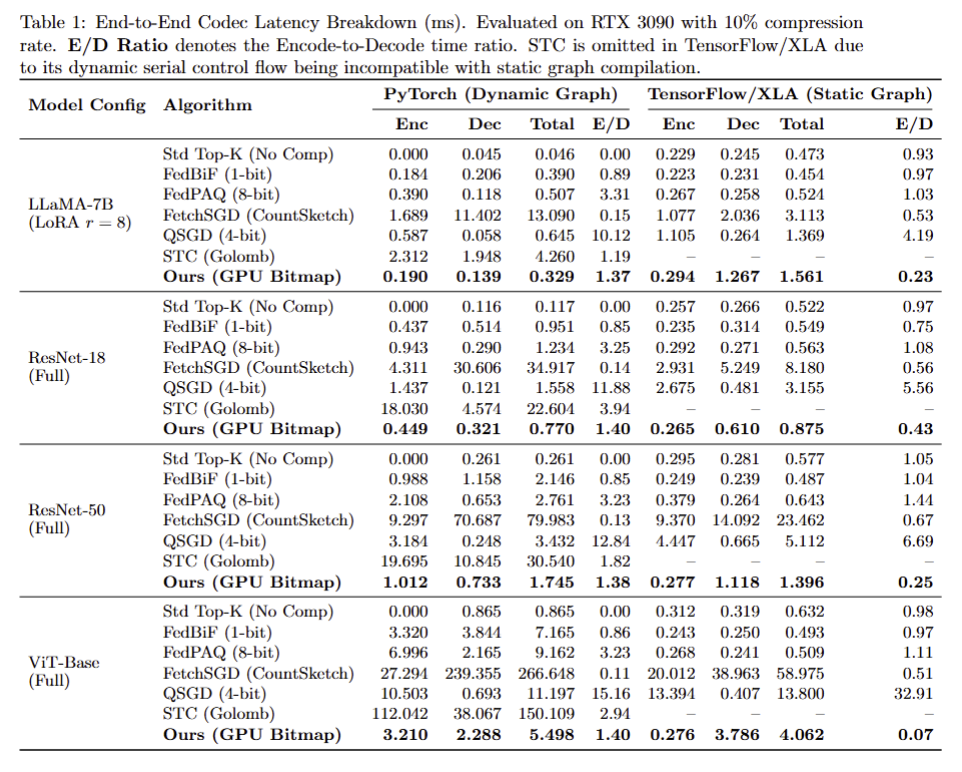 Table 1: End-to-End Codec Latency Breakdown (ms). Evaluated on RTX 3090 with 10% compression
rate. E/D Ratio denotes the Encode-to-Decode time ratio. STC is omitted in TensorFlow/XLA due
to its dynamic serial control flow being incompatible with static graph compilation.
Model Config Algorithm PyTorch (Dynamic Graph) TensorFlow/XLA (Static Graph)
Enc Dec Total E/D Enc Dec Total E/D
LLaMA-7B
(LoRA r = 8)
Std Top-K (No Comp) 0.000 0.045 0.046 0.00 0.229 0.245 0.473 0.93
FedBiF (1-bit) 0.184 0.206 0.390 0.89 0.223 0.231 0.454 0.97
FedPAQ (8-bit) 0.390 0.118 0.507 3.31 0.267 0.258 0.524 1.03
FetchSGD (CountSketch) 1.689 11.402 13.090 0.15 1.077 2.036 3.113 0.53
QSGD (4-bit) 0.587 0.058 0.645 10.12 1.105 0.264 1.369 4.19
STC (Golomb) 2.312 1.948 4.260 1.19 – – – –
Ours (GPU Bitmap) 0.190 0.139 0.329 1.37 0.294 1.267 1.561 0.23
ResNet-18
(Full)
Std Top-K (No Comp) 0.000 0.116 0.117 0.00 0.257 0.266 0.522 0.97
FedBiF (1-bit) 0.437 0.514 0.951 0.85 0.235 0.314 0.549 0.75
FedPAQ (8-bit) 0.943 0.290 1.234 3.25 0.292 0.271 0.563 1.08
FetchSGD (CountSketch) 4.311 30.606 34.917 0.14 2.931 5.249 8.180 0.56
QSGD (4-bit) 1.437 0.121 1.558 11.88 2.675 0.481 3.155 5.56
STC (Golomb) 18.030 4.574 22.604 3.94 – – – –
Ours (GPU Bitmap) 0.449 0.321 0.770 1.40 0.265 0.610 0.875 0.43
ResNet-50
(Full)
Std Top-K (No Comp) 0.000 0.261 0.261 0.00 0.295 0.281 0.577 1.05
FedBiF (1-bit) 0.988 1.158 2.146 0.85 0.249 0.239 0.487 1.04
FedPAQ (8-bit) 2.108 0.653 2.761 3.23 0.379 0.264 0.643 1.44
FetchSGD (CountSketch) 9.297 70.687 79.983 0.13 9.370 14.092 23.462 0.67
QSGD (4-bit) 3.184 0.248 3.432 12.84 4.447 0.665 5.112 6.69
STC (Golomb) 19.695 10.845 30.540 1.82 – – – –
Ours (GPU Bitmap) 1.012 0.733 1.745 1.38 0.277 1.118 1.396 0.25
ViT-Base
(Full)
Std Top-K (No Comp) 0.000 0.865 0.865 0.00 0.312 0.319 0.632 0.98
FedBiF (1-bit) 3.320 3.844 7.165 0.86 0.243 0.250 0.493 0.97
FedPAQ (8-bit) 6.996 2.165 9.162 3.23 0.268 0.241 0.509 1.11
FetchSGD (CountSketch) 27.294 239.355 266.648 0.11 20.012 38.963 58.975 0.51
QSGD (4-bit) 10.503 0.693 11.197 15.16 13.394 0.407 13.800 32.91
STC (Golomb) 112.042 38.067 150.109 2.94 – – – –
Ours (GPU Bitmap) 3.210 2.288 5.498 1.40 0.276 3.786 4.062 0.07